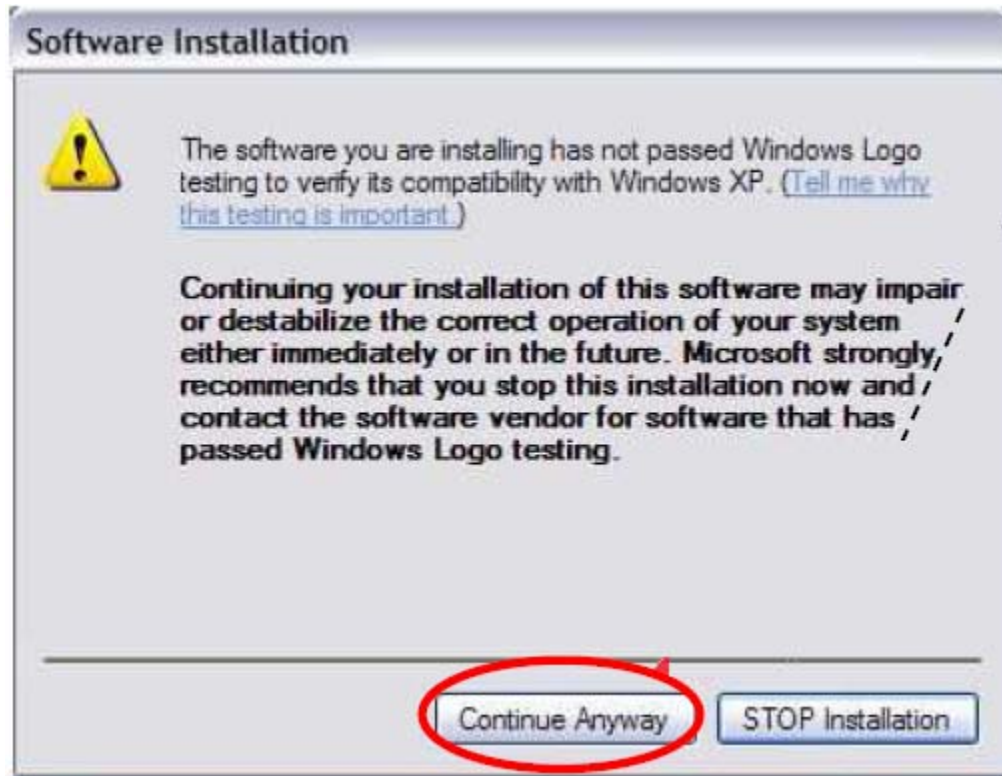 Software Installation
The software you are installing has not passed Windows Logo
testing to verify its compatibility with Windows XP. (Tell me why
this testing is important.)
Continuing your installation of this software may impair
or destabilize the correct operation of your system
either immediately or in the future. Microsoft strongly
recommends that you stop this installation now and
contact the software vendor for software that has
passed Windows Logo testing.
Continue Anyway STOP Installation